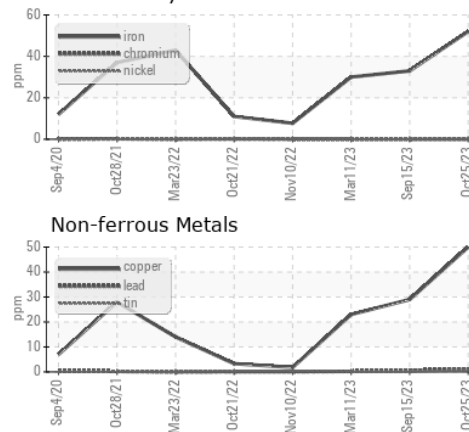 60
40
20
0
ppm
iron
chromium
nickel
Sep4/20
Oct28/21
Mar23/22
Oct21/22
Nov10/22
Mar11/23
Sep15/23
Oct25/23
Non-ferrous Metals
50
40
30
20
10
0
ppm
copper
lead
tin
Sep4/20
Oct28/21
Mar23/22
Oct21/22
Nov10/22
Mar11/23
Sep15/23
Oct25/23